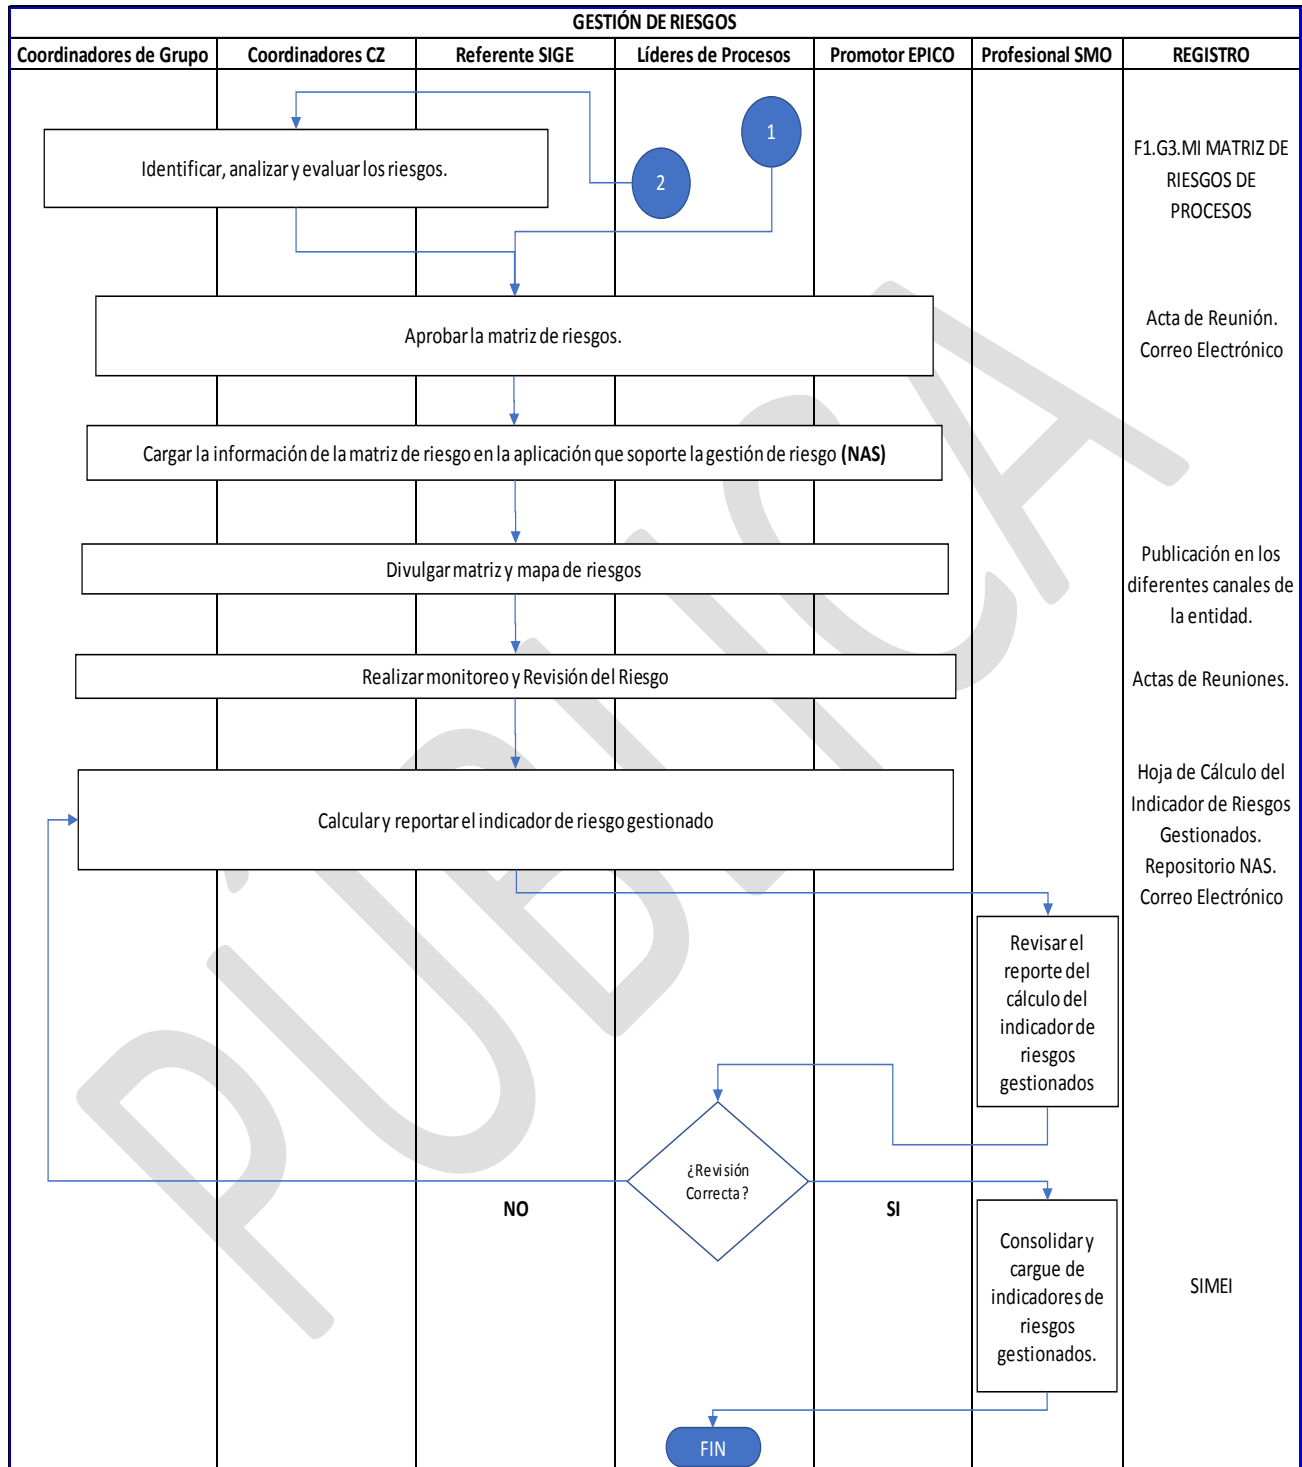 GESTIÓN DE RIESGOS
Coordinadores de Grupo
Coordinadores CZ
Referente SIGE
Líderes de Procesos
Promotor EPICO
Profesional SMO
REGISTRO
1
2
Identificar, analizar y evaluar los riesgos.
F1.G3.MI MATRIZ DE
RIESGOS DE
PROCESOS
Aprobar la matriz de riesgos.
Acta de Reunión.
Correo Electrónico
Cargar la información de la matriz de riesgo en la aplicación que soporte la gestión de riesgo (NAS)
Divulgar matriz y mapa de riesgos
Publicación en los
diferentes canales de
la entidad.
Realizar monitoreo y Revisión del Riesgo
Actas de Reuniones.
Calcular y reportar el indicador de riesgo gestionado
Hoja de Cálculo del
Indicador de Riesgos
Gestionados.
Repositorio NAS.
Correo Electrónico
Revisar el
reporte del
cálculo del
indicador de
riesgos
gestionados
¿Revisión
Correcta?
NO
SI
Consolidar y
cargue de
indicadores de
riesgos
gestionados.
SIMEI
FIN
PÚBLICA